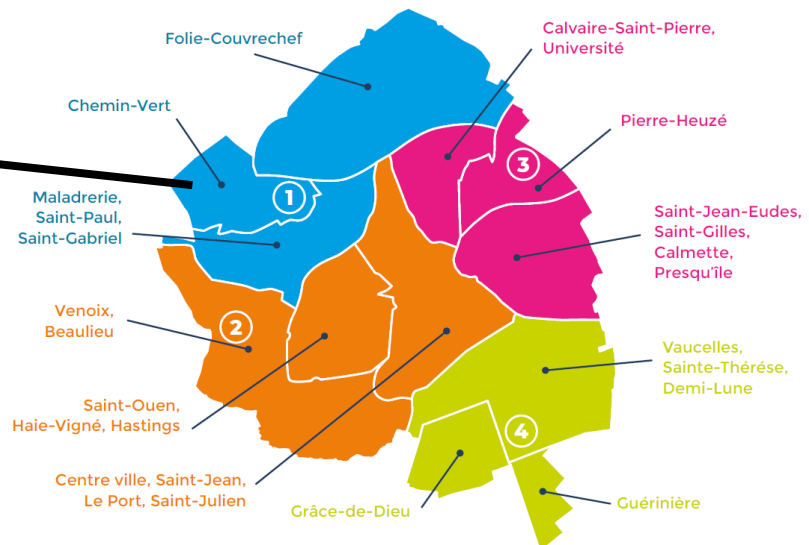 Folie-Couvrechef
Calvaire-Saint-Pierre,
Université
Chemin-Vert
Pierre-Heuzé
3
1
Maladrerie,
Saint-Paul,
Saint-Gabriel
Saint-Jean-Eudes,
Saint-Gilles,
Calmette,
Presqu'île
Venoix,
Beaulieu
2
Vaucelles,
Sainte-Thérése,
Demi-Lune
Saint-Ouen,
Haie-Vigné, Hastings
4
Centre ville, Saint-Jean,
Le Port, Saint-Julien
Grâce-de-Dieu
Guérinière